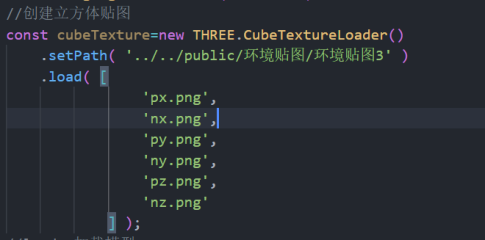 //创建立方体贴图
const cubeTexture=new THREE.CubeTextureLoader()
.setPath( '../../public/环境贴图/环境贴图3' )
.load( [
'px.png',
'nx.png',
'py.png',
'ny.png',
'pz.png',
'nz.png'
] );